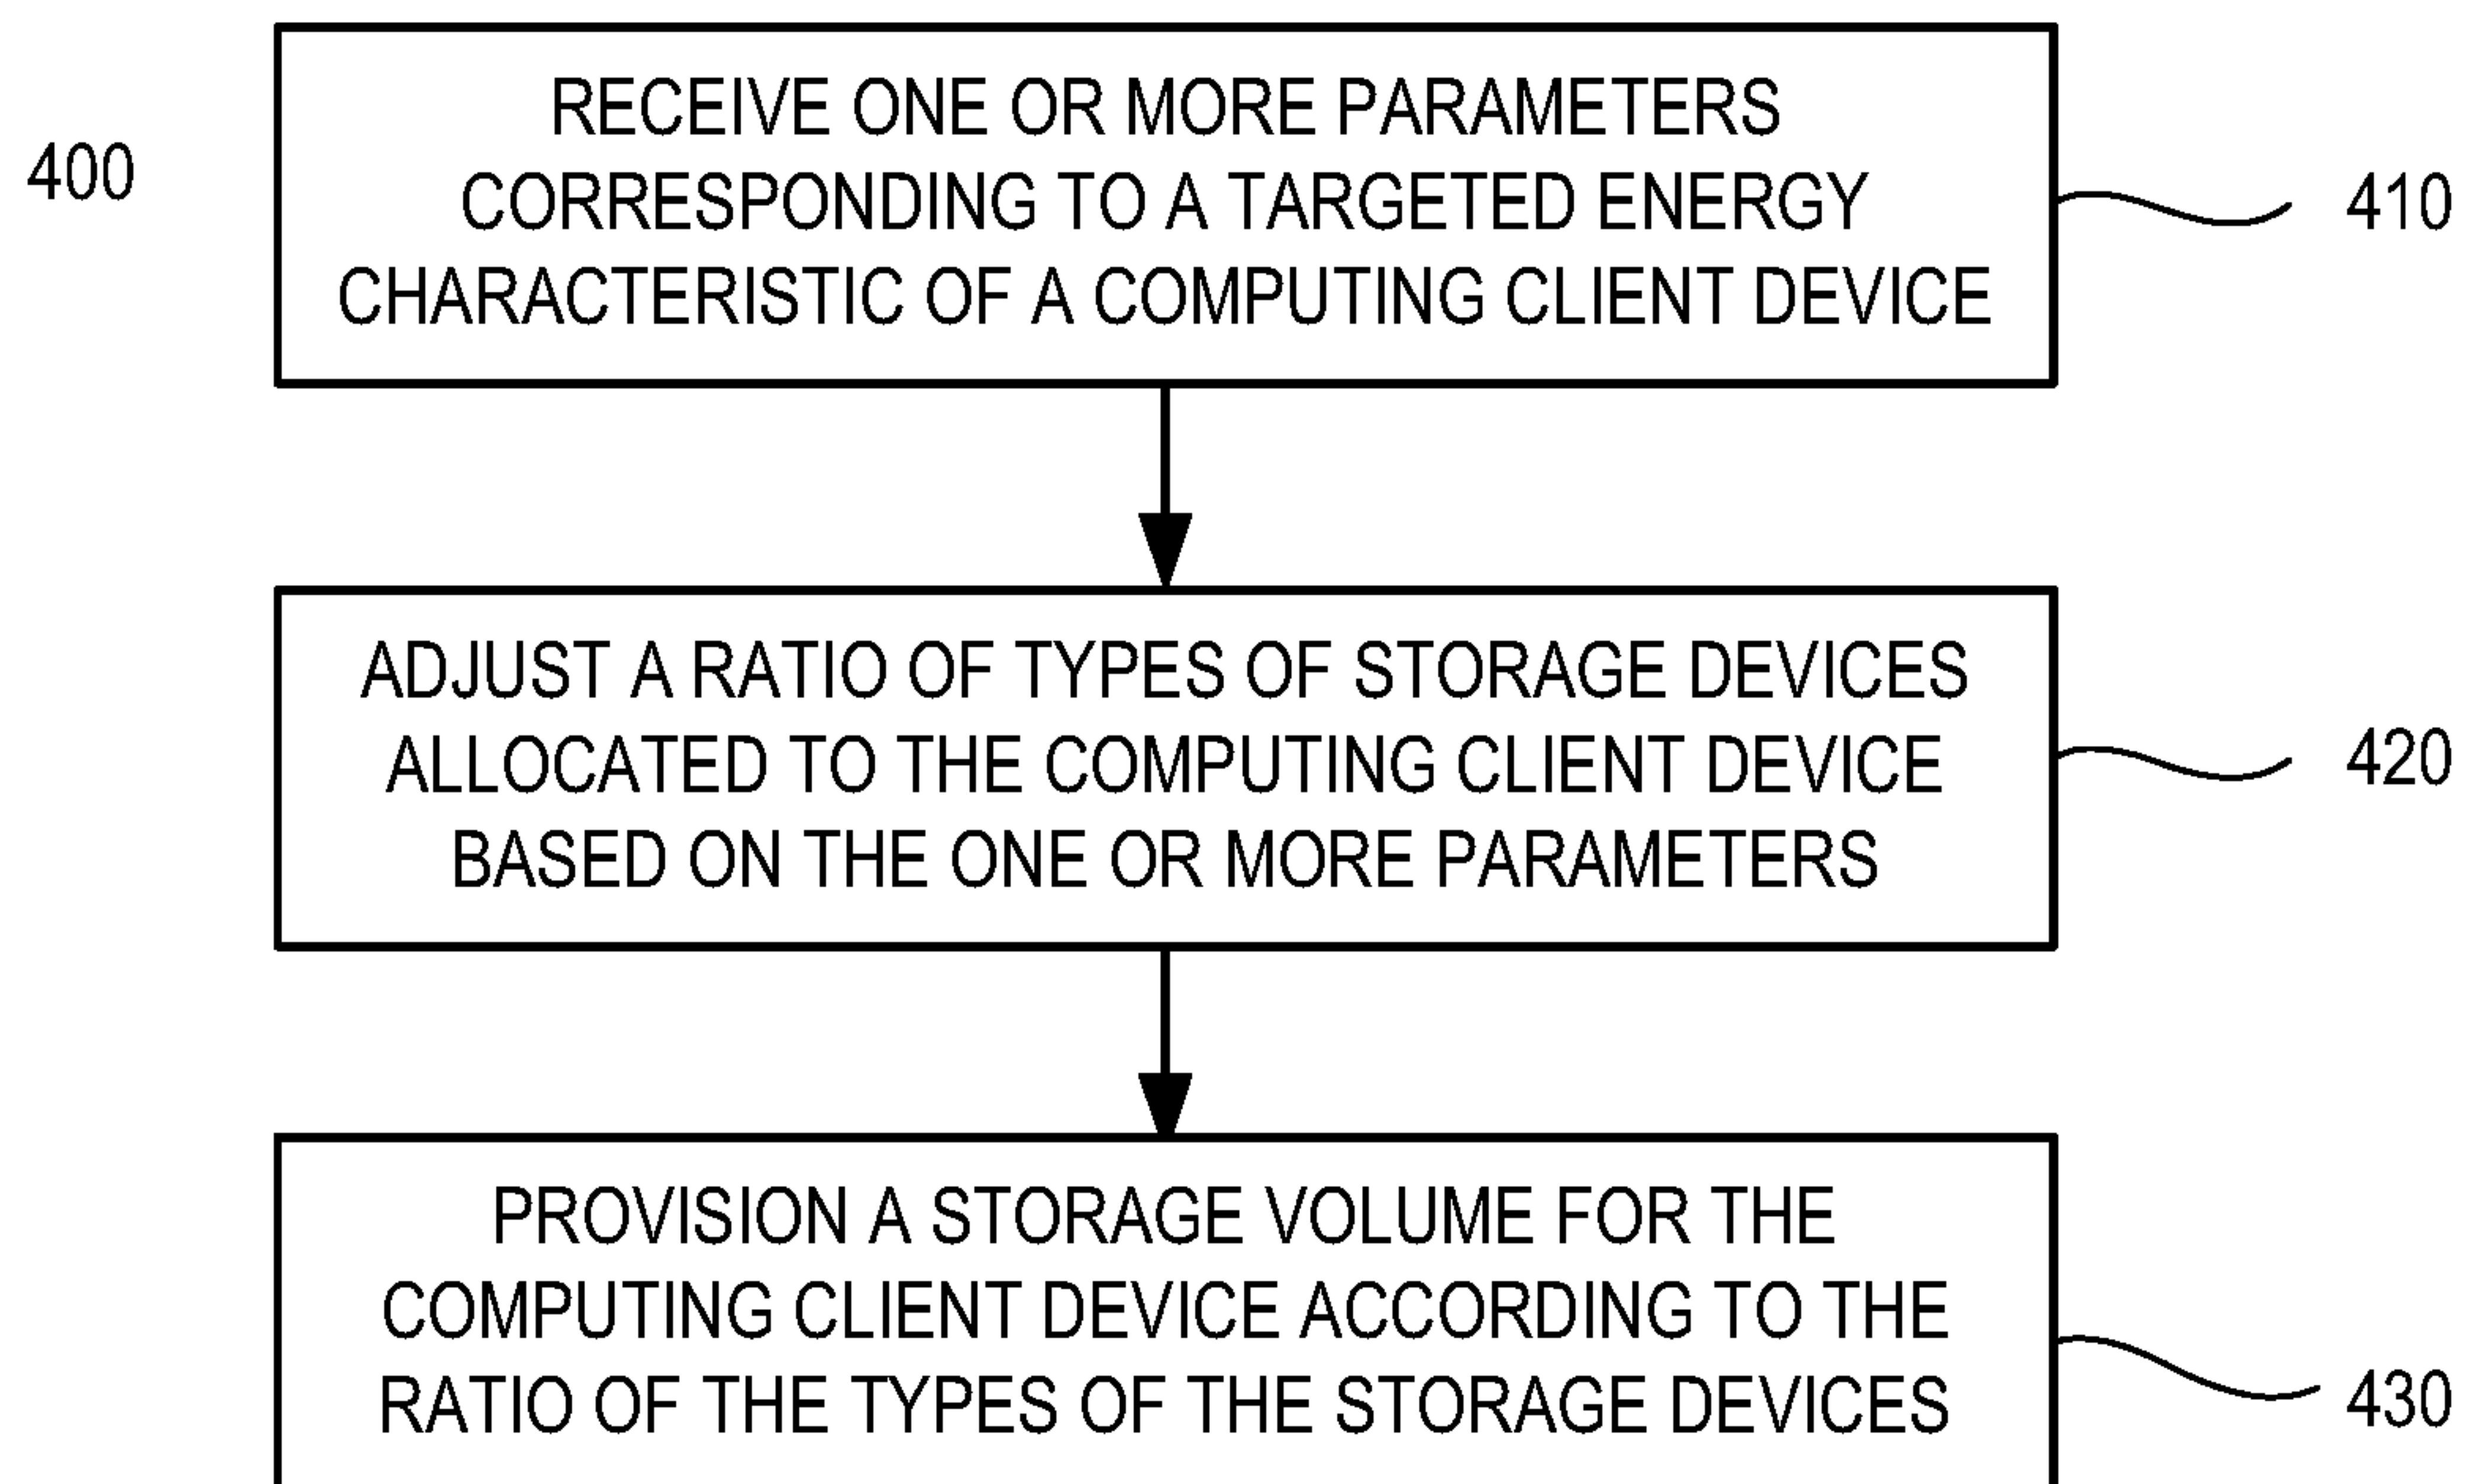 400
RECEIVE ONE OR MORE PARAMETERS
CORRESPONDING TO A TARGETED ENERGY
CHARACTERISTIC OF A COMPUTING CLIENT DEVICE
410
ADJUST A RATIO OF TYPES OF STORAGE DEVICES
ALLOCATED TO THE COMPUTING CLIENT DEVICE
BASED ON THE ONE OR MORE PARAMETERS
420
PROVISION A STORAGE VOLUME FOR THE
COMPUTING CLIENT DEVICE ACCORDING TO THE
RATIO OF THE TYPES OF THE STORAGE DEVICES
430